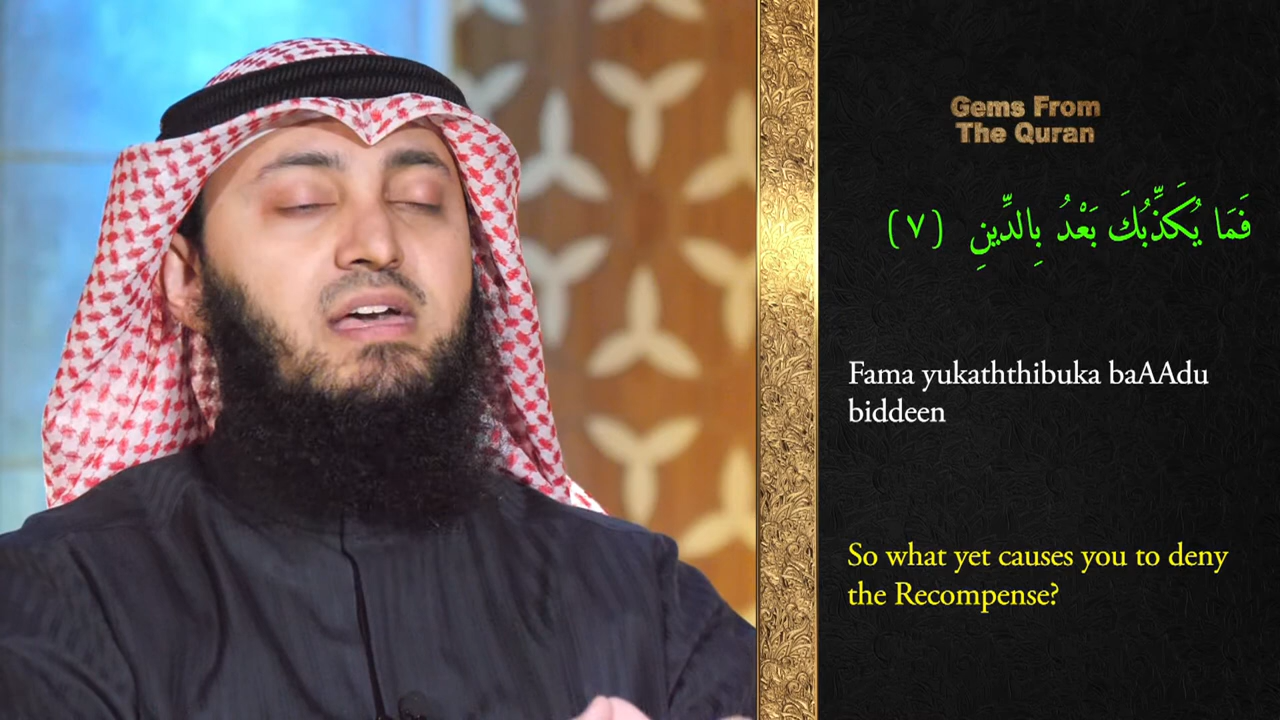 Gems From
The Quran
فَمَا يُكَذِّبُكَ بَعْدُ بِالدِّينِ (٧)
Fama yukaththibuka baAAdu
biddeen
So what yet causes you to deny
the Recompense?